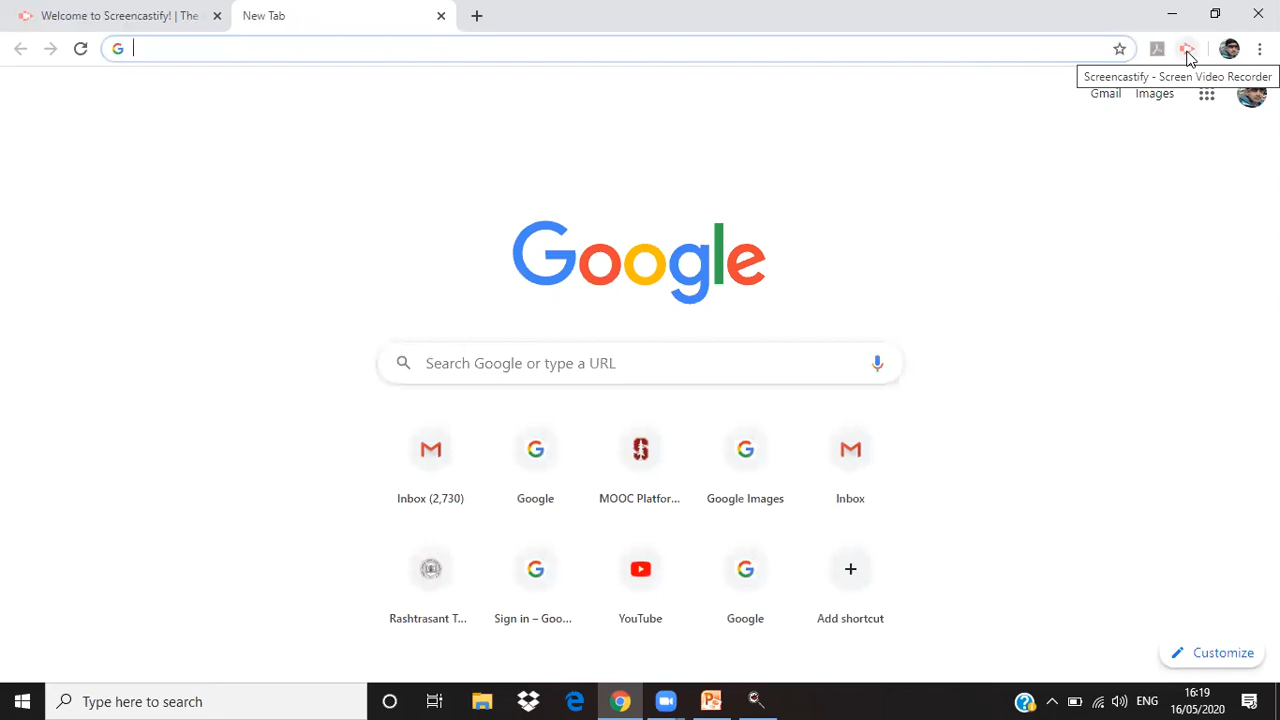 Welcome to Screencastify! | The
New Tab
Screencastify - Screen Video Recorder
Gmail
Images
Google
Search Google or type a URL
Inbox (2,730)
Google
MOOC Platfor...
Google Images
Inbox
Rashtrasant T...
Sign in – Goo...
YouTube
Google
Add shortcut
Customize
Type here to search
ENG
16:19
16/05/2020